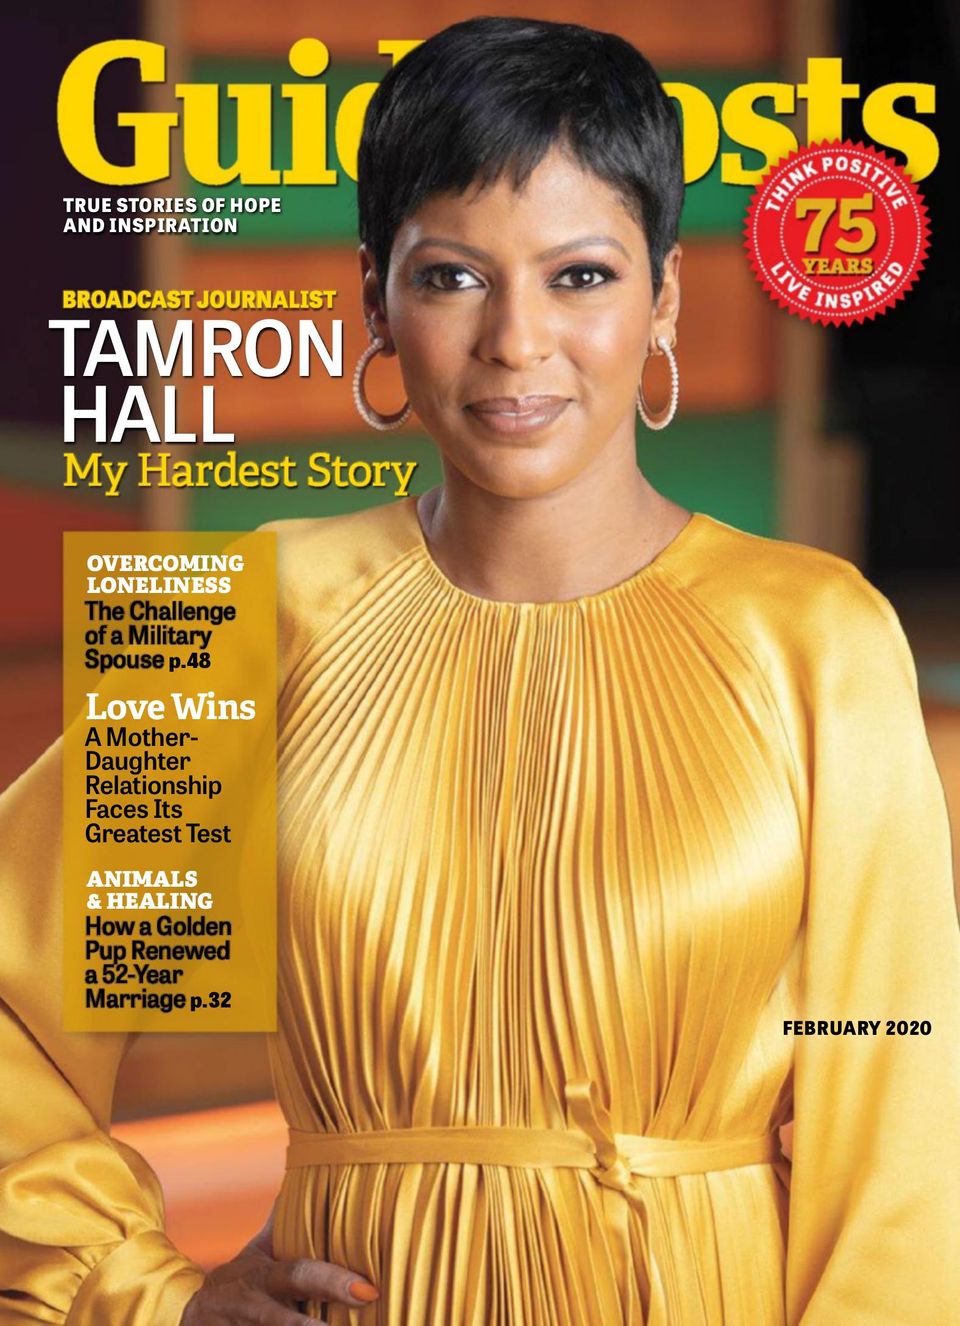 Guideposts
TRUE STORIES OF HOPE
AND INSPIRATION
THINK POSITIVE
75
YEARS
LIVE INSPIRED
BROADCAST JOURNALIST
TAMRON
HALL
My Hardest Story
OVERCOMING
LONELINESS
The Challenge
of a Military
Spouse p.48
Love Wins
A Mother-
Daughter
Relationship
Faces Its
Greatest Test
ANIMALS
& HEALING
How a Golden
Pup Renewed
a 52-Year
Marriage p.32
FEBRUARY 2020